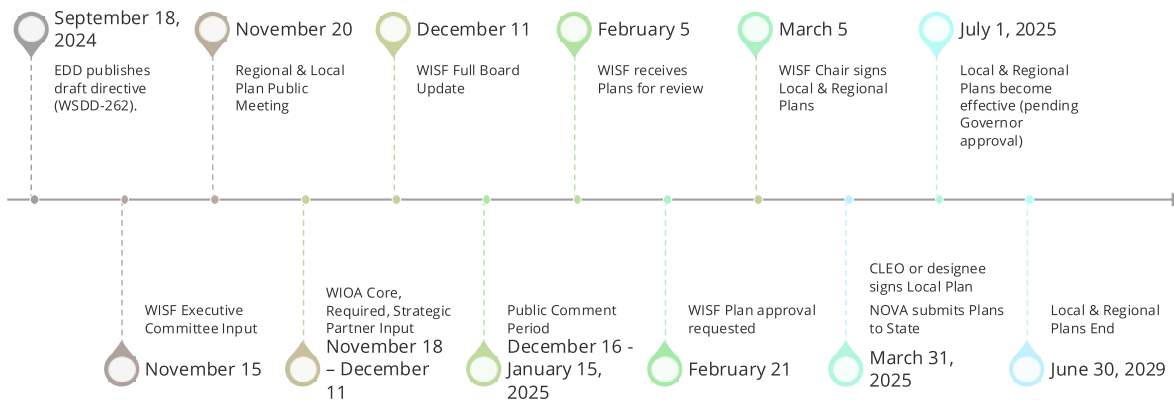 September 18,
2024
EDD publishes
draft directive
(WSDD-262).
November 20
Regional & Local
Plan Public
Meeting
December 11
WISF Full Board
Update
February 5
WISF receives
Plans for review
March 5
WISF Chair signs
Local & Regional
Plans
July 1, 2025
Local & Regional
Plans become
effective (pending
Governor
approval)
WISF Executive
Committee Input
November 15
WIOA Core,
Required, Strategic
Partner Input
November 18
– December
11
Public Comment
Period
December 16 -
January 15,
2025
WISF Plan approval
requested
February 21
CLEO or designee
signs Local Plan
NOVA submits Plans
to State
March 31,
2025
Local & Regional
Plans End
June 30, 2029